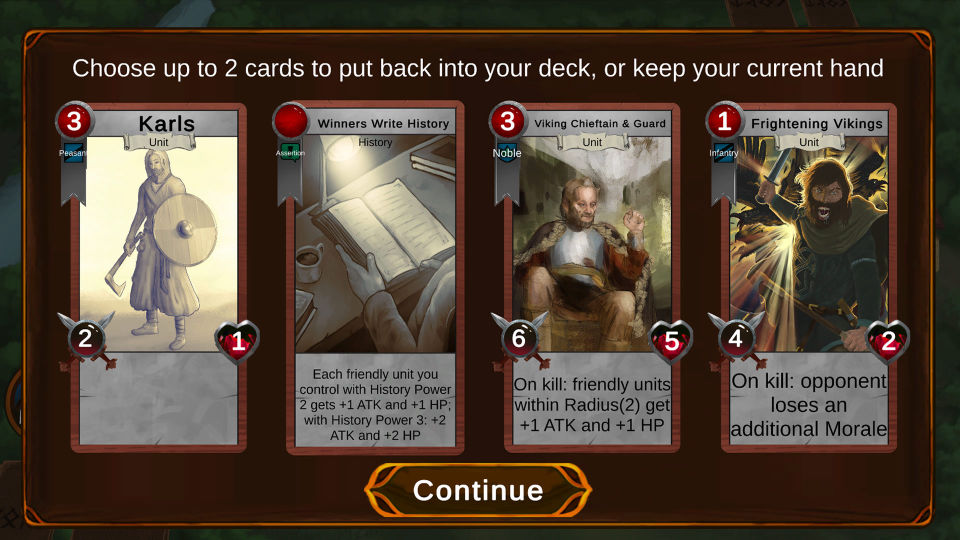 Choose up to 2 cards to put back into your deck, or keep your current hand
3
Karls
Unit
Peasant
2
1
Winners Write History
History
Assertion
Each friendly unit you
control with History Power
2 gets +1 ATK and +1 HP;
with History Power 3: +2
ATK and +2 HP
3
Viking Chieftain & Guard
Unit
Noble
6
5
On kill: friendly units
within Radius(2) get
+1 ATK and +1 HP
1
Frightening Vikings
Unit
Infantry
4
2
On kill: opponent
loses an
additional Morale
Continue